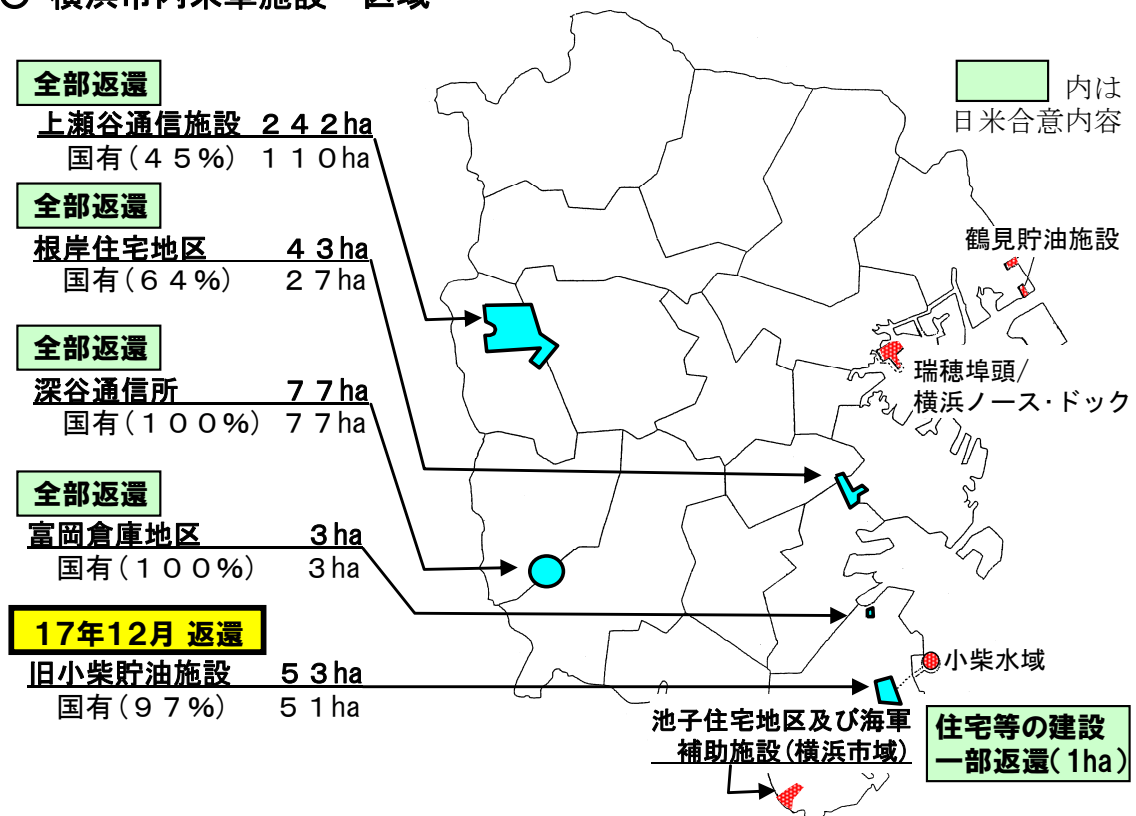 横浜市内米軍施設・区域
全部返還
上瀬谷通信施設 242ha
国有(45%) 110ha
全部返還
根岸住宅地区 43ha
国有(64%) 27ha
全部返還
深谷通信所 77ha
国有(100%) 77ha
全部返還
富岡倉庫地区 3ha
国有(100%) 3ha
17年12月 返還
旧小柴貯油施設 53ha
国有(97%) 51ha
内は
日米合意内容
鶴見貯油施設
瑞穂埠頭/
横浜ノース・ドック
小柴水域
池子住宅地区及び海軍
補助施設(横浜市域)
住宅等の建設
一部返還(1ha)